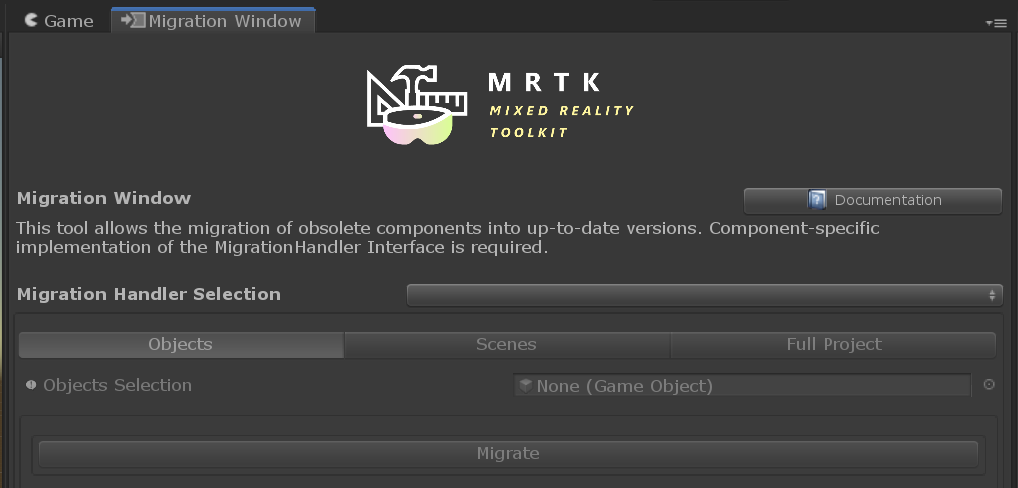 Game
Migration Window
MRTK
MIXED REALITY
TOOLKIT
Migration Window
Documentation
This tool allows the migration of obsolete components into up-to-date versions. Component-specific
implementation of the MigrationHandler Interface is required.
Migration Handler Selection
Objects
Scenes
Full Project
Objects Selection
None (Game Object)
Migrate